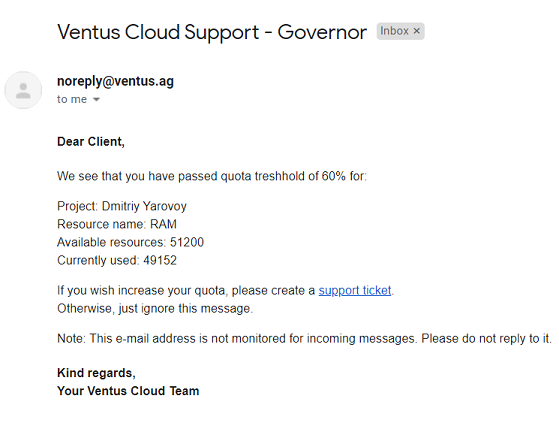 Ventus Cloud Support - Governor Inbox ×
noreply@ventus.ag
to me
Dear Client,
We see that you have passed quota treshhold of 60% for:
Project: Dmitriy Yarovoy
Resource name: RAM
Available resources: 51200
Currently used: 49152
If you wish increase your quota, please create a support ticket.
Otherwise, just ignore this message.
Note: This e-mail address is not monitored for incoming messages. Please do not reply to it.
Kind regards,
Your Ventus Cloud Team